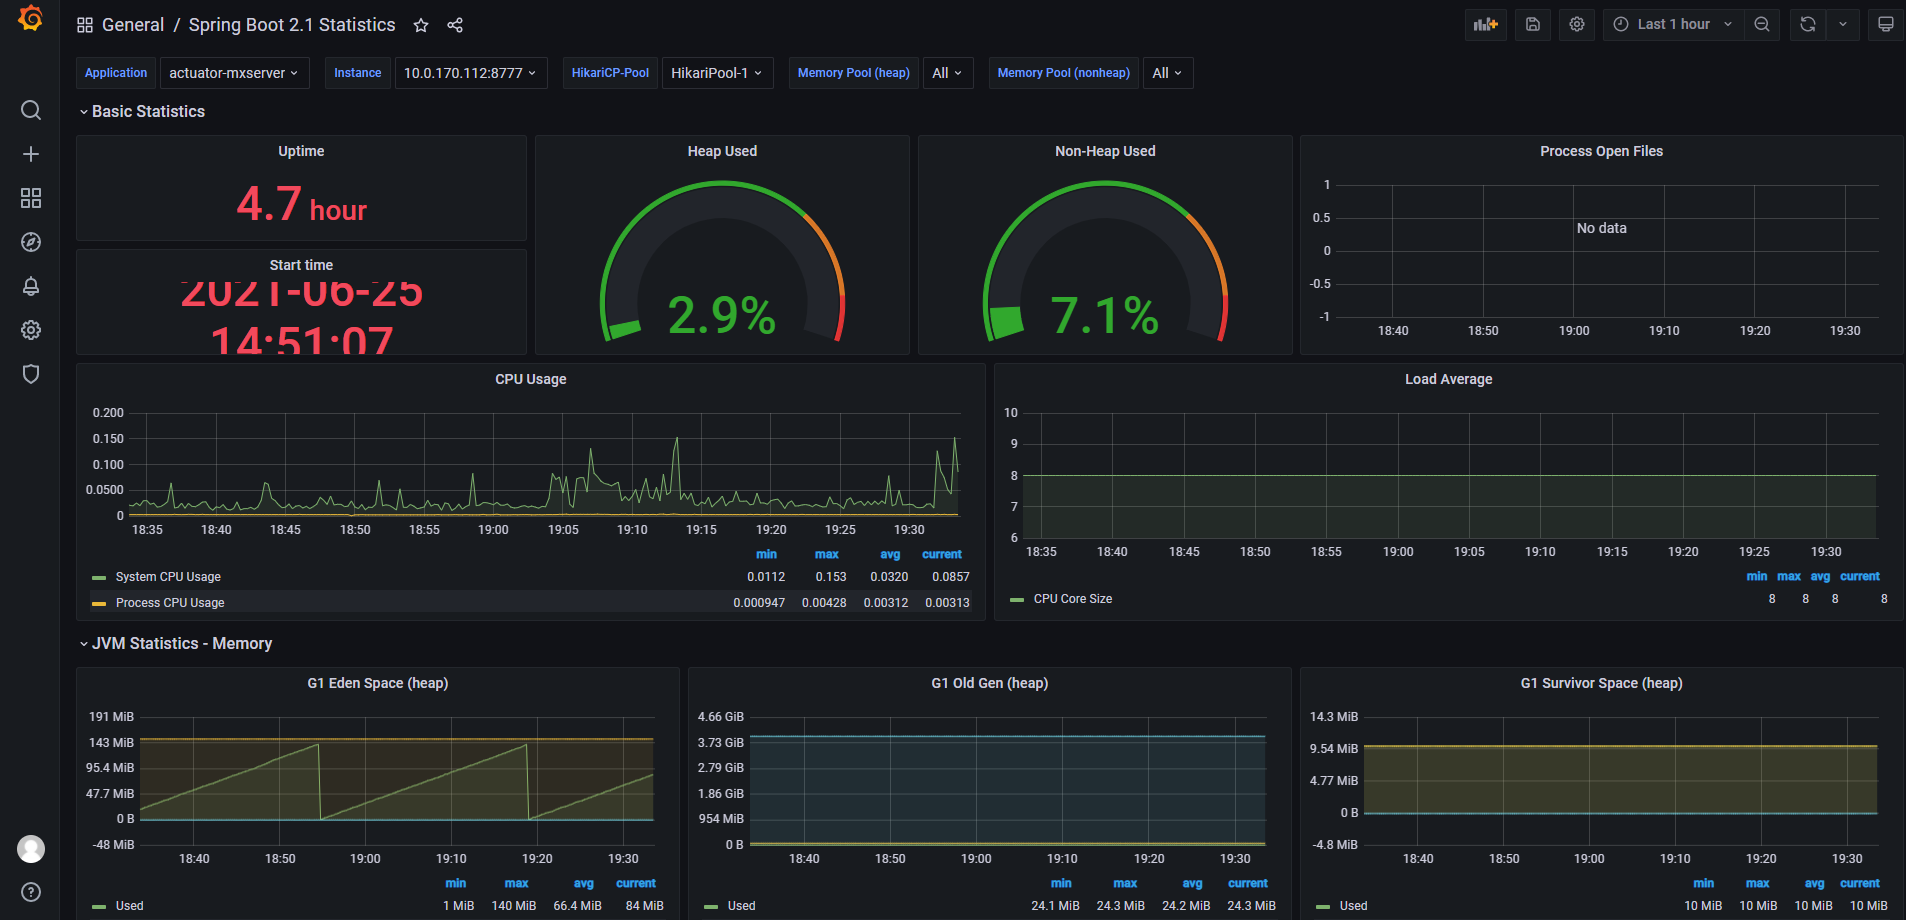 General / Spring Boot 2.1 Statistics
Last 1 hour
Application actuator-mxserver Instance 10.0.170.112:8777 HikariCP-Pool HikariPool-1 Memory Pool (heap) All Memory Pool (nonheap) All
Basic Statistics
Uptime
4.7 hour
Start time
2021-06-25
14:51:07
Heap Used
2.9%
Non-Heap Used
7.1%
Process Open Files
1
0.5
0
-0.5
-1
No data
18:40 18:50 19:00 19:10 19:20 19:30
CPU Usage
0.200
0.150
0.100
0.0500
0
18:35 18:40 18:45 18:50 18:55 19:00 19:05 19:10 19:15 19:20 19:25 19:30
min max avg current
System CPU Usage 0.0112 0.153 0.0320 0.0857
Process CPU Usage 0.000947 0.00428 0.00312 0.00313
Load Average
10
9
8
7
6
18:35 18:40 18:45 18:50 18:55 19:00 19:05 19:10 19:15 19:20 19:25 19:30
min max avg current
CPU Core Size 8 8 8 8
JVM Statistics - Memory
G1 Eden Space (heap)
191 MiB
143 MiB
95.4 MiB
47.7 MiB
0 B
-48 MiB
18:40 18:50 19:00 19:10 19:20 19:30
min max avg current
Used 1 MiB 140 MiB 66.4 MiB 84 MiB
G1 Old Gen (heap)
4.66 GiB
3.73 GiB
2.79 GiB
1.86 GiB
954 MiB
0 B
18:40 18:50 19:00 19:10 19:20 19:30
min max avg current
Used 24.1 MiB 24.3 MiB 24.2 MiB 24.3 MiB
G1 Survivor Space (heap)
14.3 MiB
9.54 MiB
4.77 MiB
0 B
-4.8 MiB
18:40 18:50 19:00 19:10 19:20 19:30
min max avg current
Used 10 MiB 10 MiB 10 MiB 10 MiB